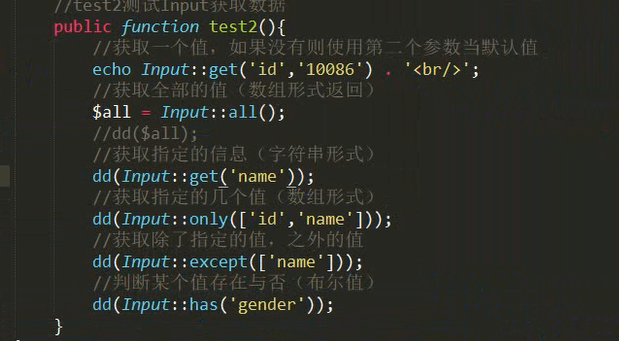 //test2测试Input获取数据
public function test2(){
//获取一个值，如果没有则使用第二个参数当默认值
echo Input::get('id','10086') . '<br/>';
//获取全部的值（数组形式返回）
$all = Input::all();
//dd($all);
//获取指定的信息（字符串形式）
dd(Input::get('name'));
//获取指定的几个值（数组形式）
dd(Input::only(['id','name']));
//获取除了指定的值，之外的值
dd(Input::except(['name']));
//判断某个值存在与否（布尔值）
dd(Input::has('gender'));
}